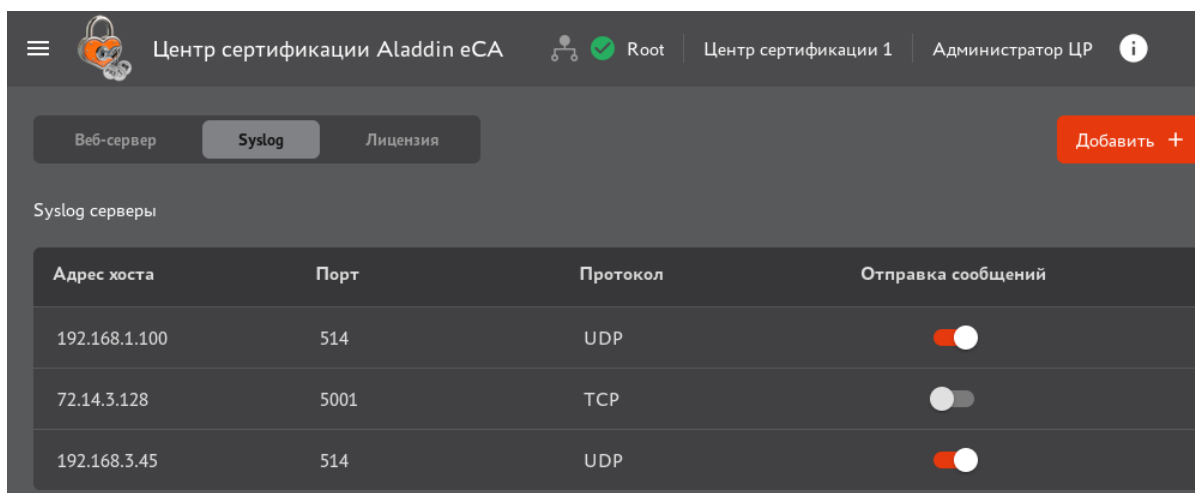 Центр сертификации Aladdin eCA Root Центр сертификации 1 Администратор ЦР i
Веб-сервер Syslog Лицензия Добавить +
Syslog серверы
Адрес хоста Порт Протокол Отправка сообщений
192.168.1.100 514 UDP
72.14.3.128 5001 TCP
192.168.3.45 514 UDP